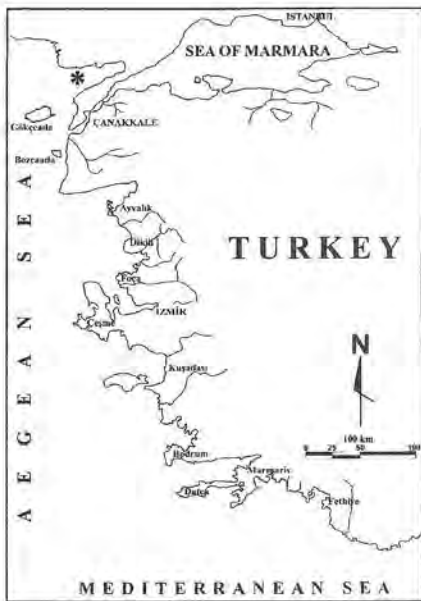 ISTANBUL
SEA OF MARMARA
*
Gökçeada
ÇANAKKALE
Bozcaada
Ayvalık
Dikili
TURKEY
Foça
İZMİR
Çeşme
N
Kuşadası
100 km
0 25 50 100
Bodrum
Marmaris
Datça
Fethiye
AEGEAN SEA
MEDITERRANEAN SEA